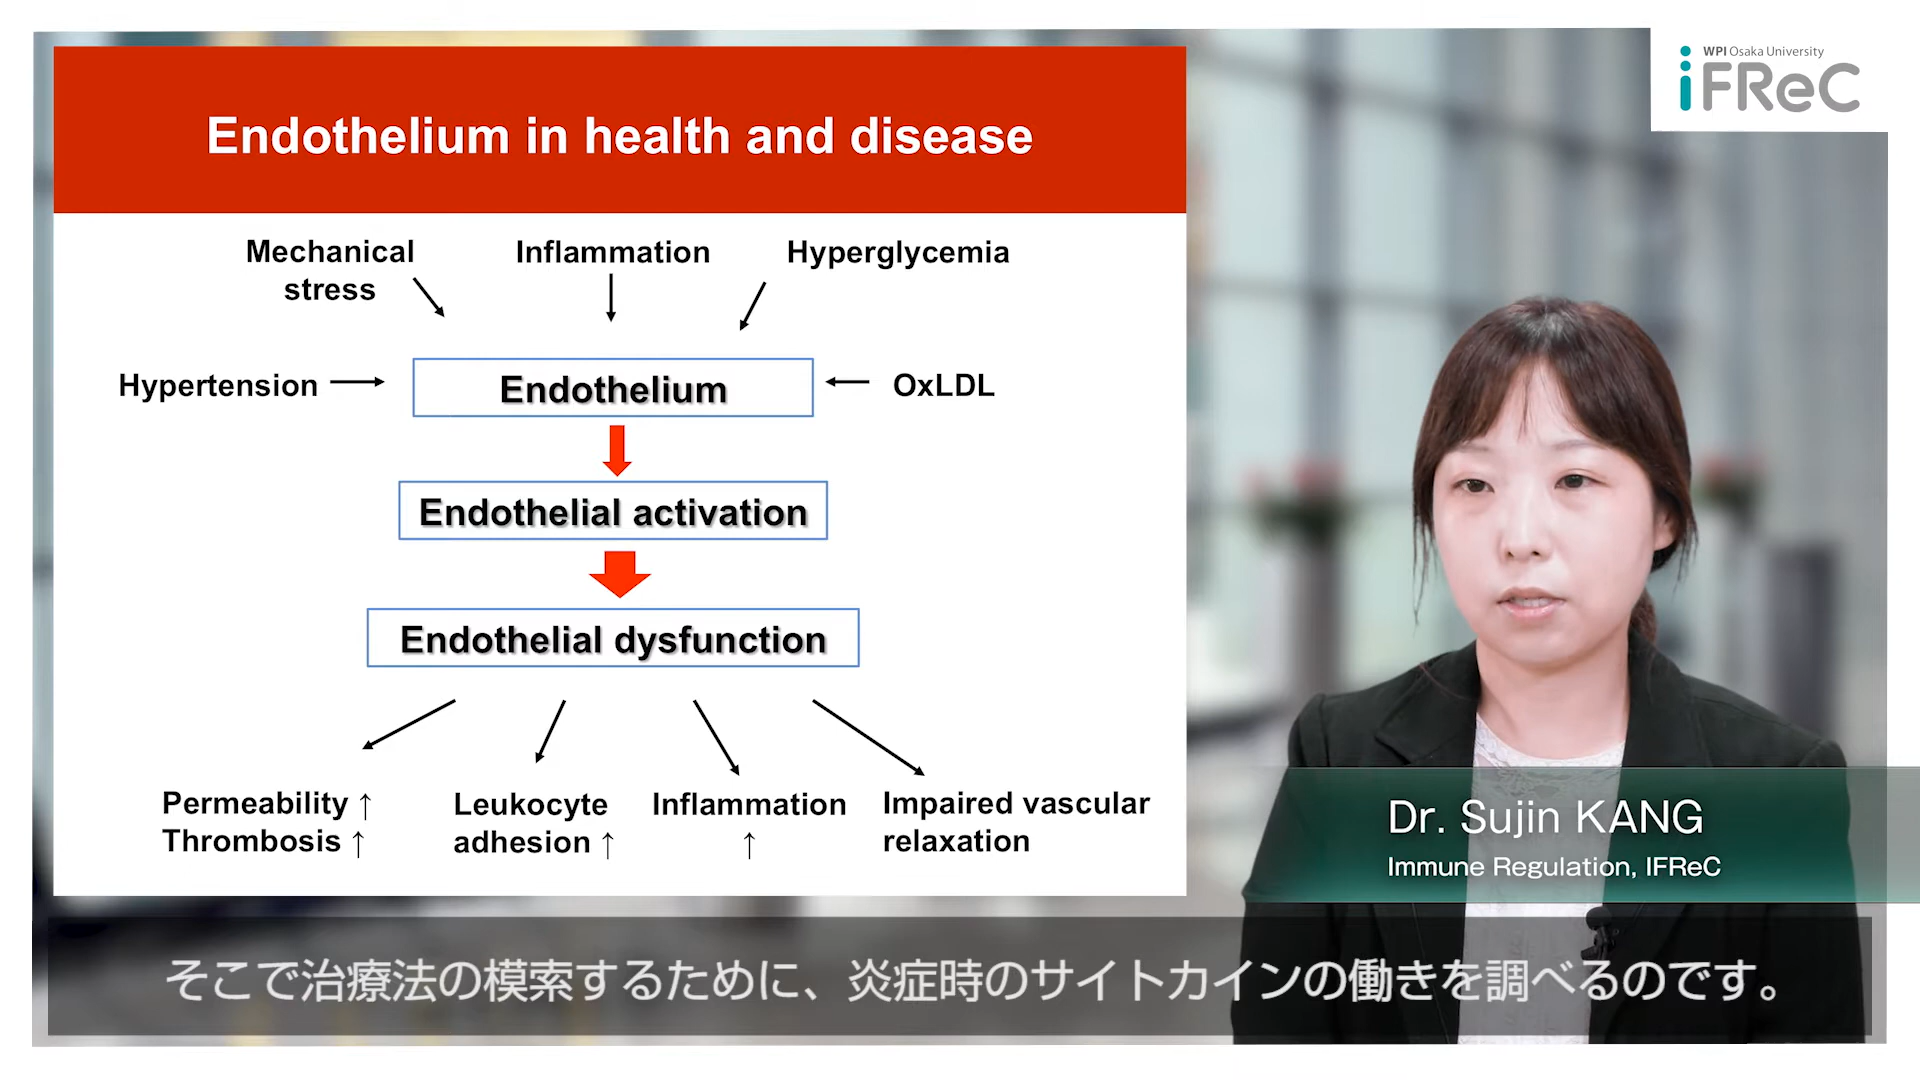 WPI Osaka University
iFReC
Endothelium in health and disease
Mechanical
stress
Inflammation
Hyperglycemia
Hypertension
Endothelium
OxLDL
Endothelial activation
Endothelial dysfunction
Permeability ↑
Thrombosis ↑
Leukocyte
adhesion ↑
Inflammation
↑
Impaired vascular
relaxation
Dr. Sujin KANG
Immune Regulation, IFReC
そこで治療法の模索するために、炎症時のサイトカインの働きを調べるのです。